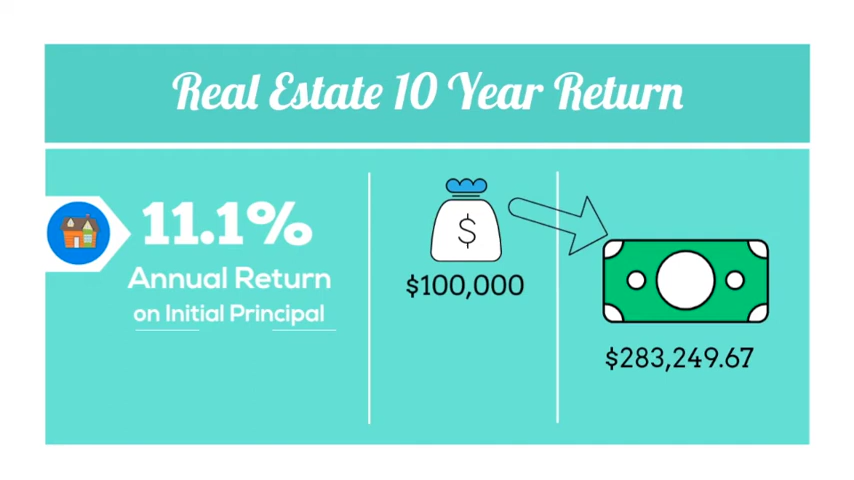 Real Estate 10 Year Return
11.1%
Annual Return
on Initial Principal
$
$100,000
$283,249.67